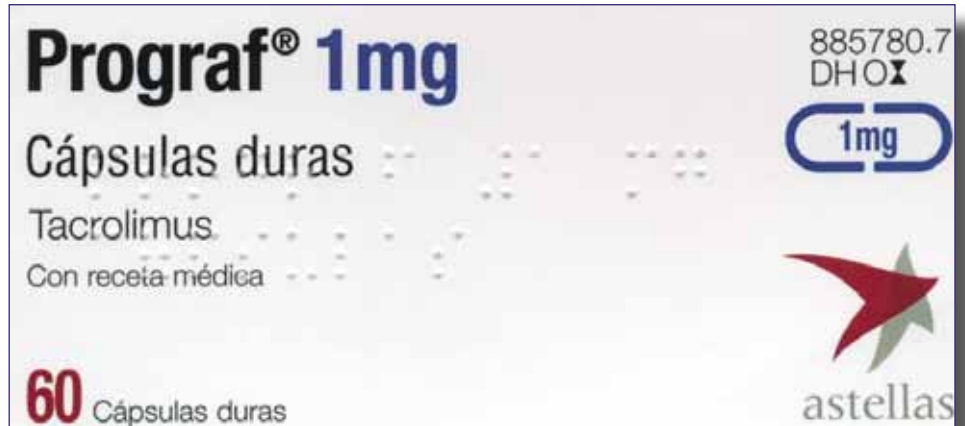 Prograf® 1mg
885780.7
DH O
1mg
Cápsulas duras
Tacrolimus
Con receta médica
60 Cápsulas duras
astellas